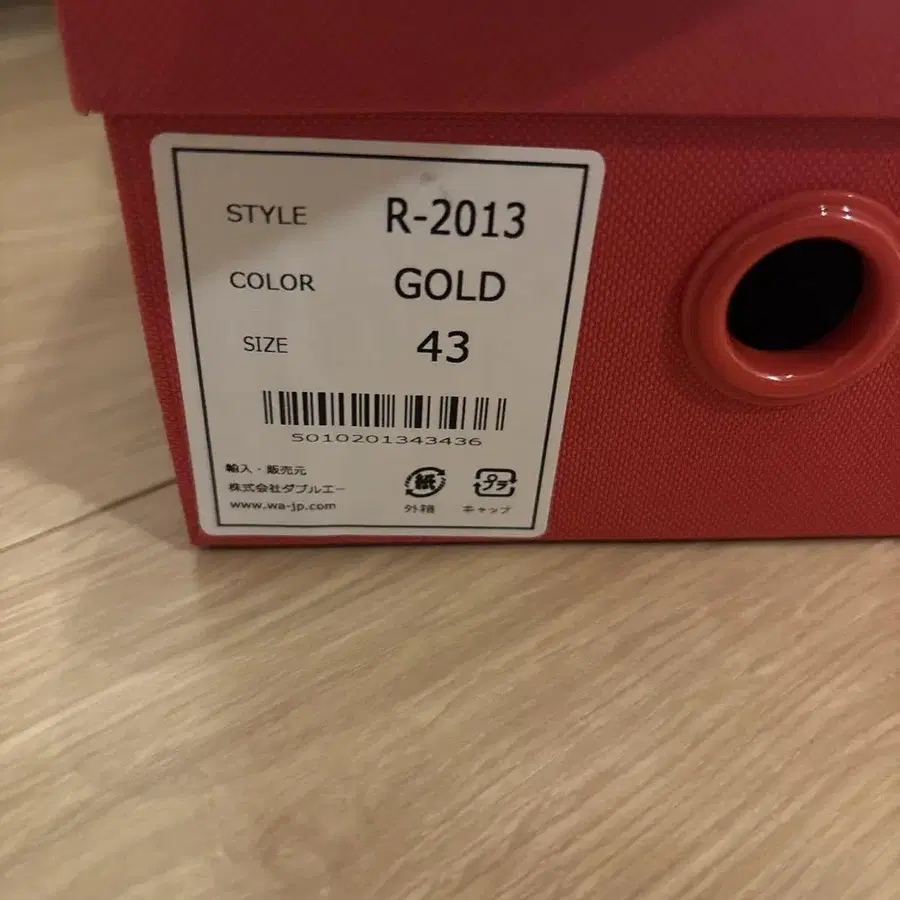 STYLE R-2013
COLOR GOLD
SIZE 43
5010201343436
輸入・販売元
株式会社ダブルエー
www.wa-jp.com
紙 プラ
外箱 キャップ